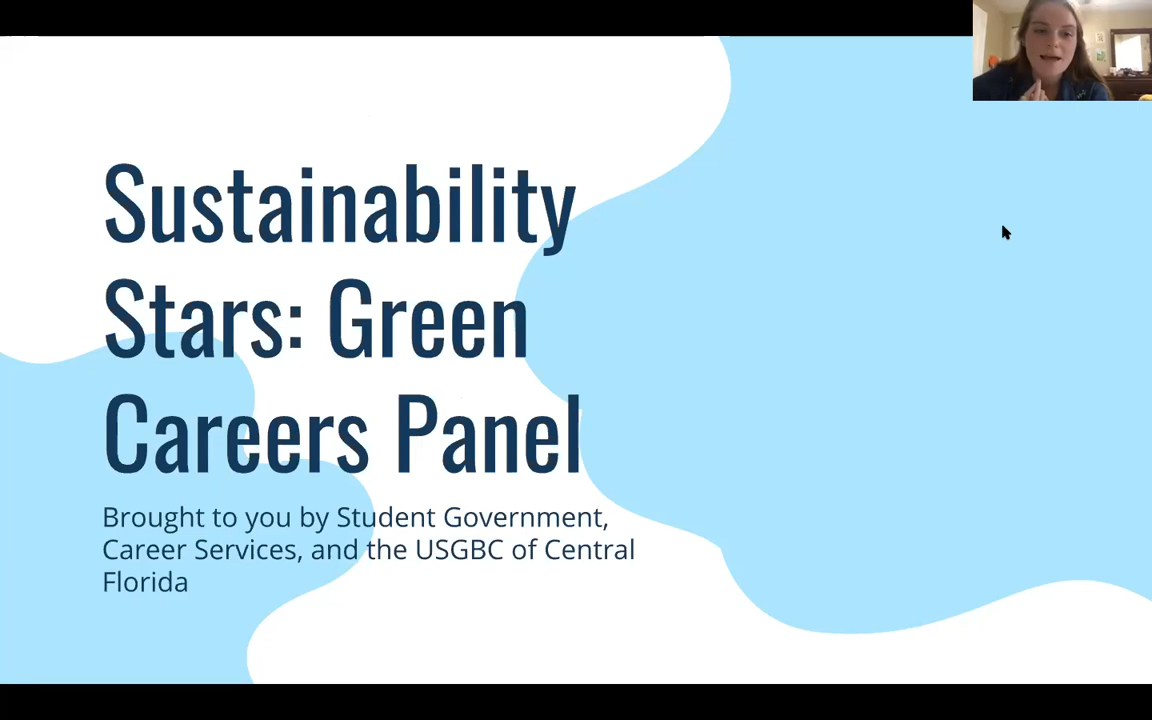 Sustainability
Stars: Green
Careers Panel
Brought to you by Student Government,
Career Services, and the USGBC of Central
Florida